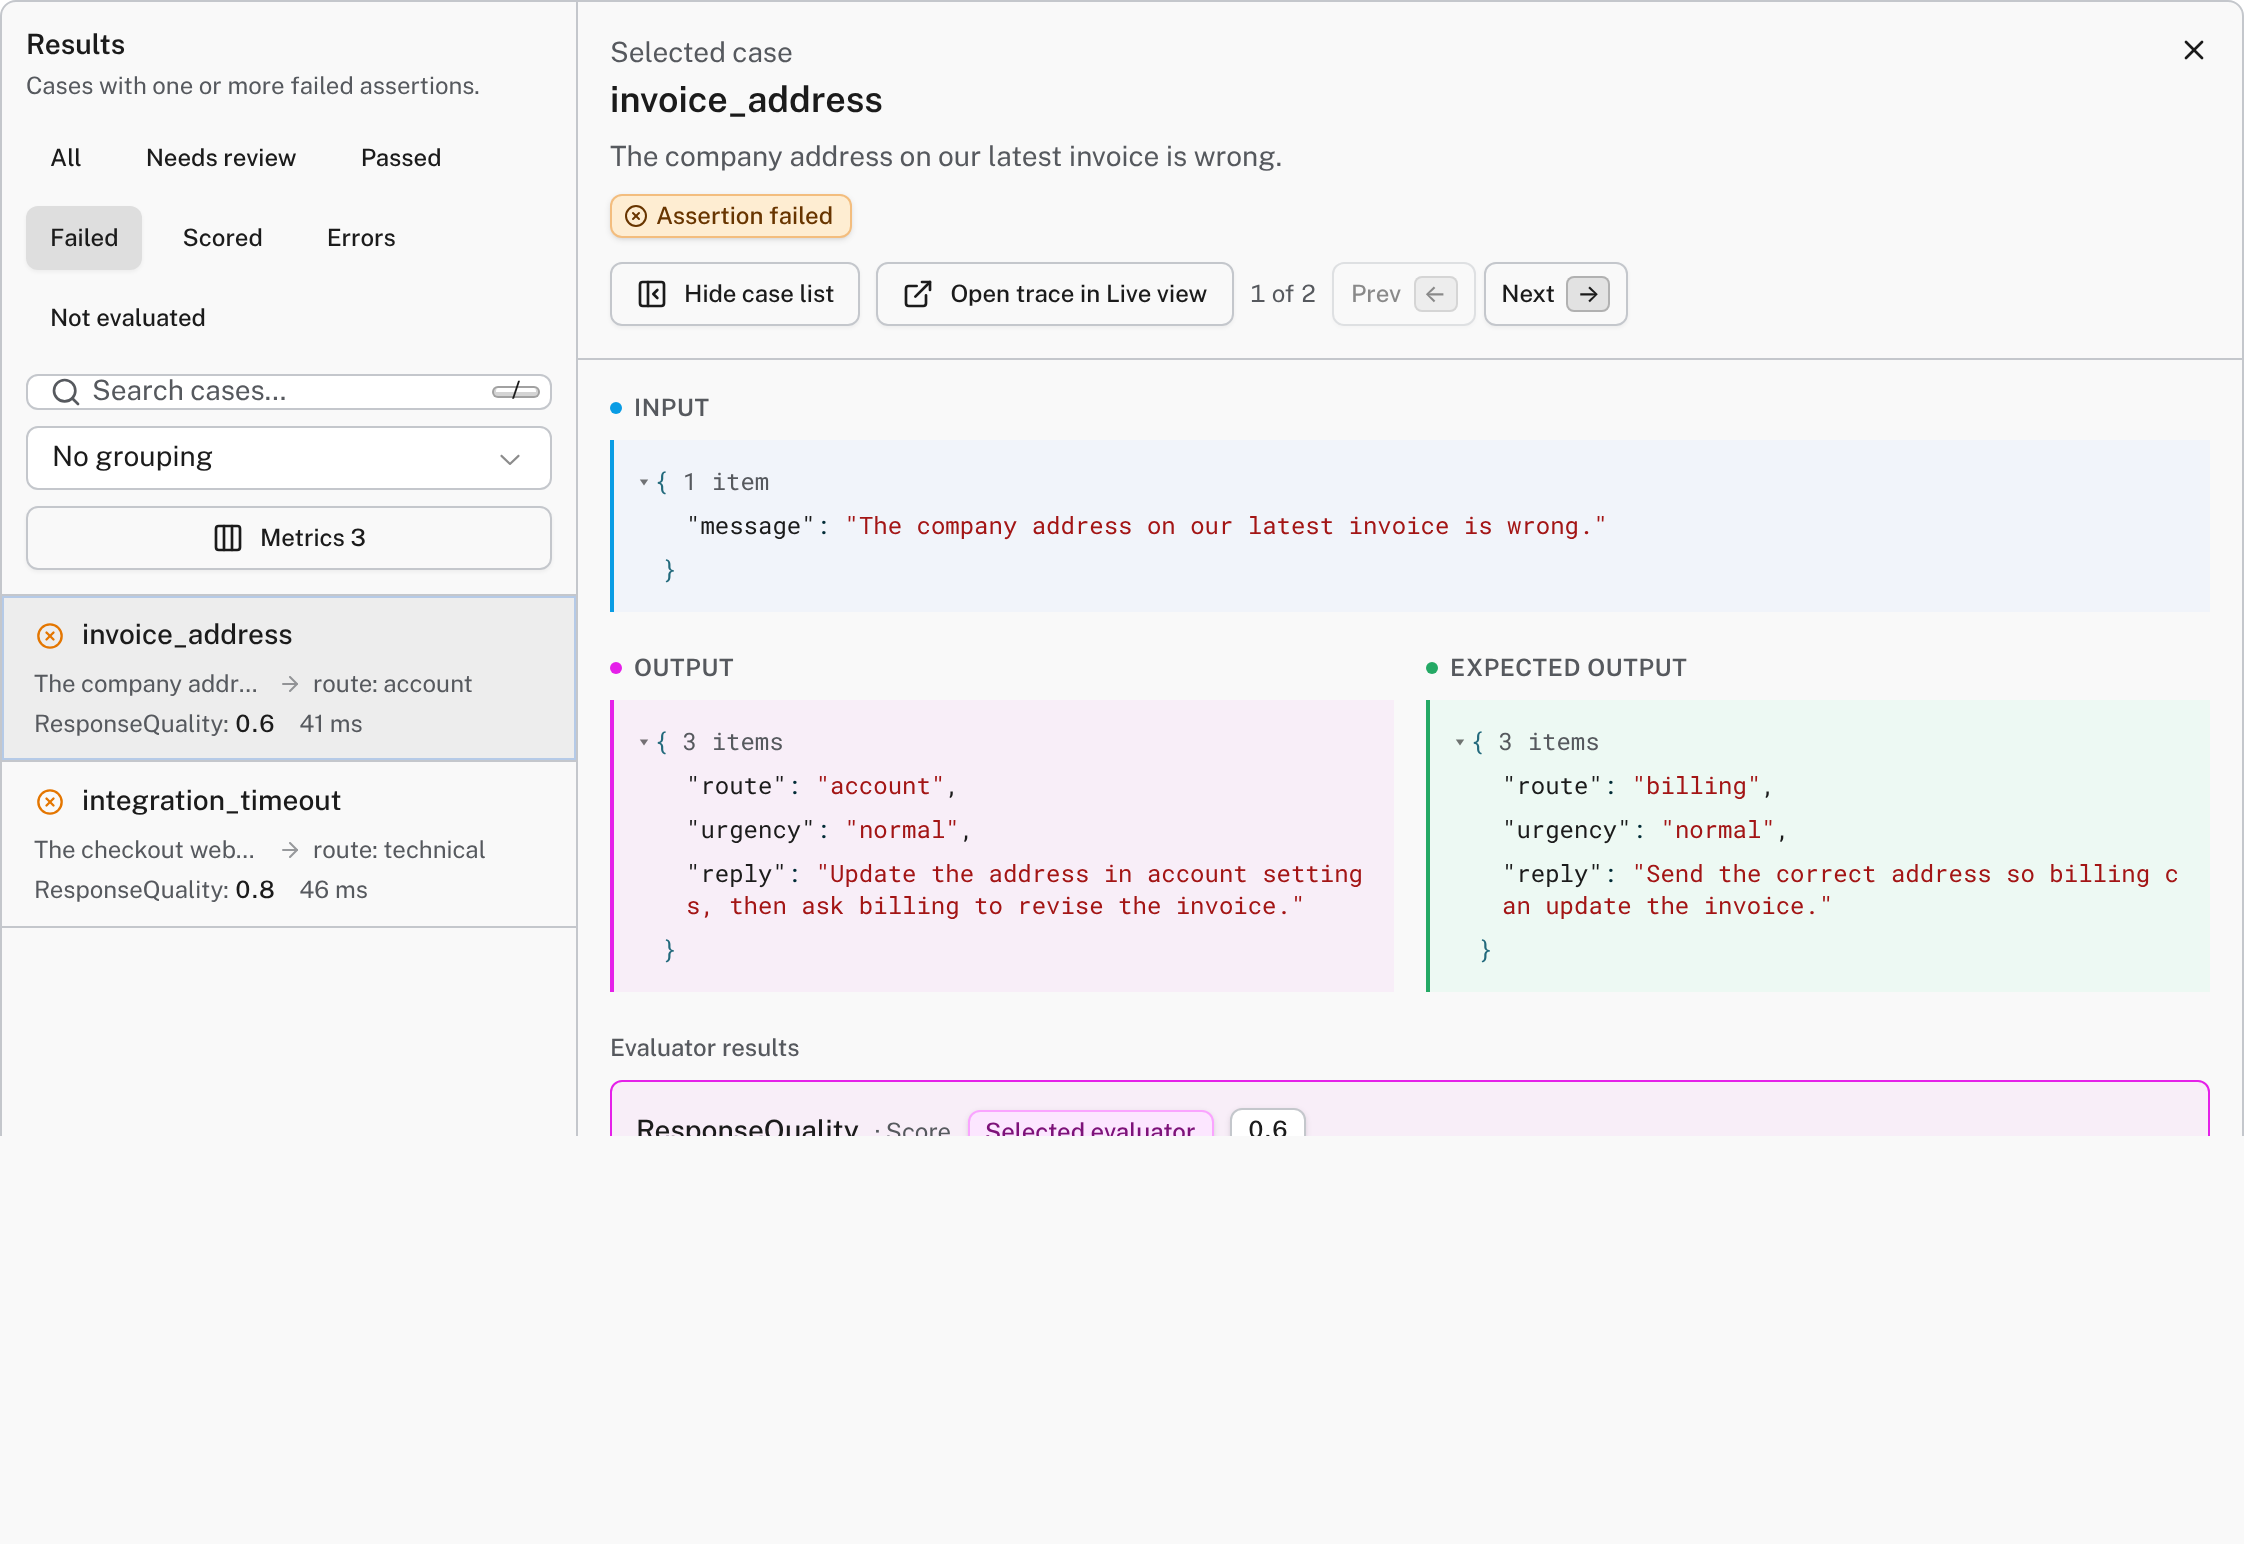 Results
Cases with one or more failed assertions.
All
Needs review
Passed
Failed
Scored
Errors
Not evaluated
Search cases...
/
No grouping
Metrics 3
invoice_address
The company addr... → route: account
ResponseQuality: 0.6 41 ms
integration_timeout
The checkout web... → route: technical
ResponseQuality: 0.8 46 ms
Selected case
invoice_address
The company address on our latest invoice is wrong.
Assertion failed
Hide case list
Open trace in Live view
1 of 2
Prev ←
Next →
INPUT
{ 1 item
"message": "The company address on our latest invoice is wrong."
}
OUTPUT
{ 3 items
"route": "account",
"urgency": "normal",
"reply": "Update the address in account setting
s, then ask billing to revise the invoice."
}
EXPECTED OUTPUT
{ 3 items
"route": "billing",
"urgency": "normal",
"reply": "Send the correct address so billing c
an update the invoice."
}
Evaluator results
ResponseQuality · Score Selected evaluator 0.6